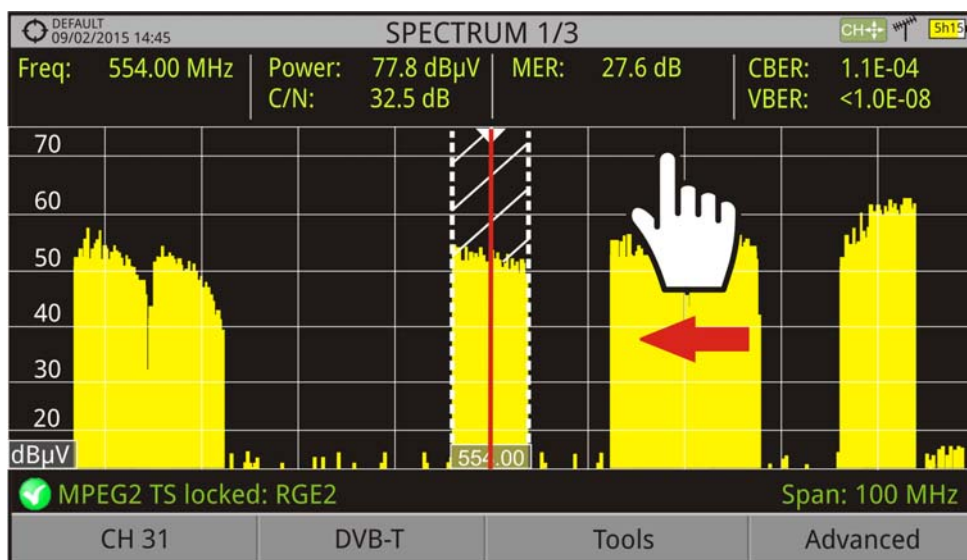 DEFAULT
09/02/2015 14:45
SPECTRUM 1/3
CH
5h15
Freq: 554.00 MHz
Power: 77.8 dBµV
C/N: 32.5 dB
MER: 27.6 dB
CBER: 1.1E-04
VBER: <1.0E-08
70
60
50
40
30
20
dBµV
554.00
MPEG2 TS locked: RGE2
Span: 100 MHz
CH 31
DVB-T
Tools
Advanced